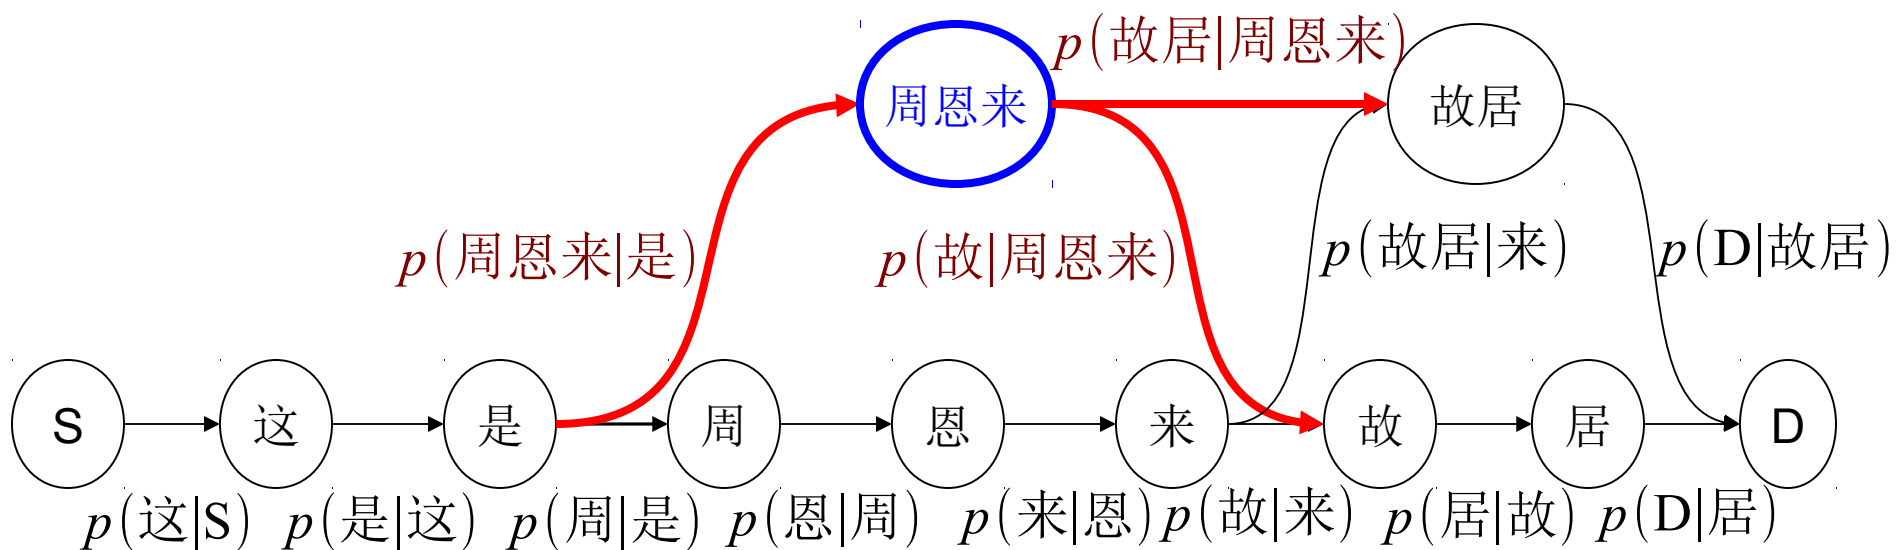 p(故居|周恩来)
周恩来
故居
p(周恩来|是)
p(故|周恩来)
p(故居|来)
p(D|故居)
S
这
是
周
恩
来
故
居
D
p(这|S)
p(是|这)
p(周|是)
p(恩|周)
p(来|恩)
p(故|来)
p(居|故)
p(D|居)